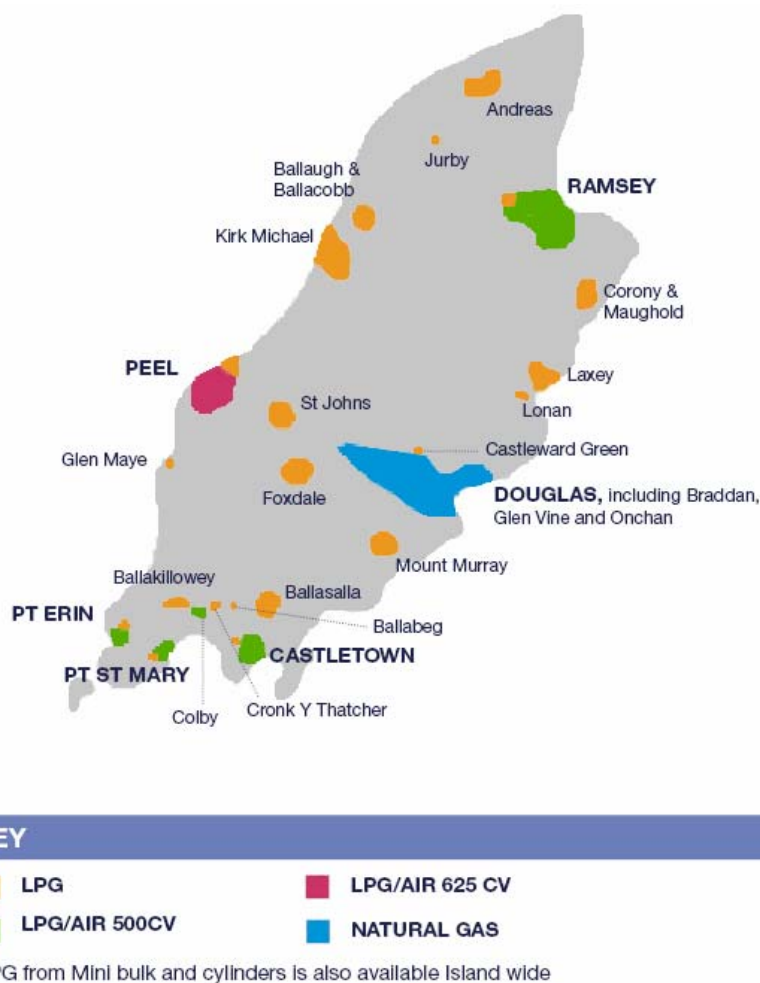 Andreas
Jurby
Ballaugh &
Ballacobb
RAMSEY
Kirk Michael
Corony &
Maughold
PEEL
Laxey
St Johns
Lonan
Castleward Green
Glen Maye
Foxdale
DOUGLAS, including Braddan,
Glen Vine and Onchan
Mount Murray
Ballakillowey
Ballasalla
PT ERIN
Ballabeg
CASTLETOWN
PT ST MARY
Cronk Y Thatcher
Colby
EY
LPG
LPG/AIR 625 CV
LPG/AIR 500CV
NATURAL GAS
PG from Mini bulk and cylinders is also available Island wide